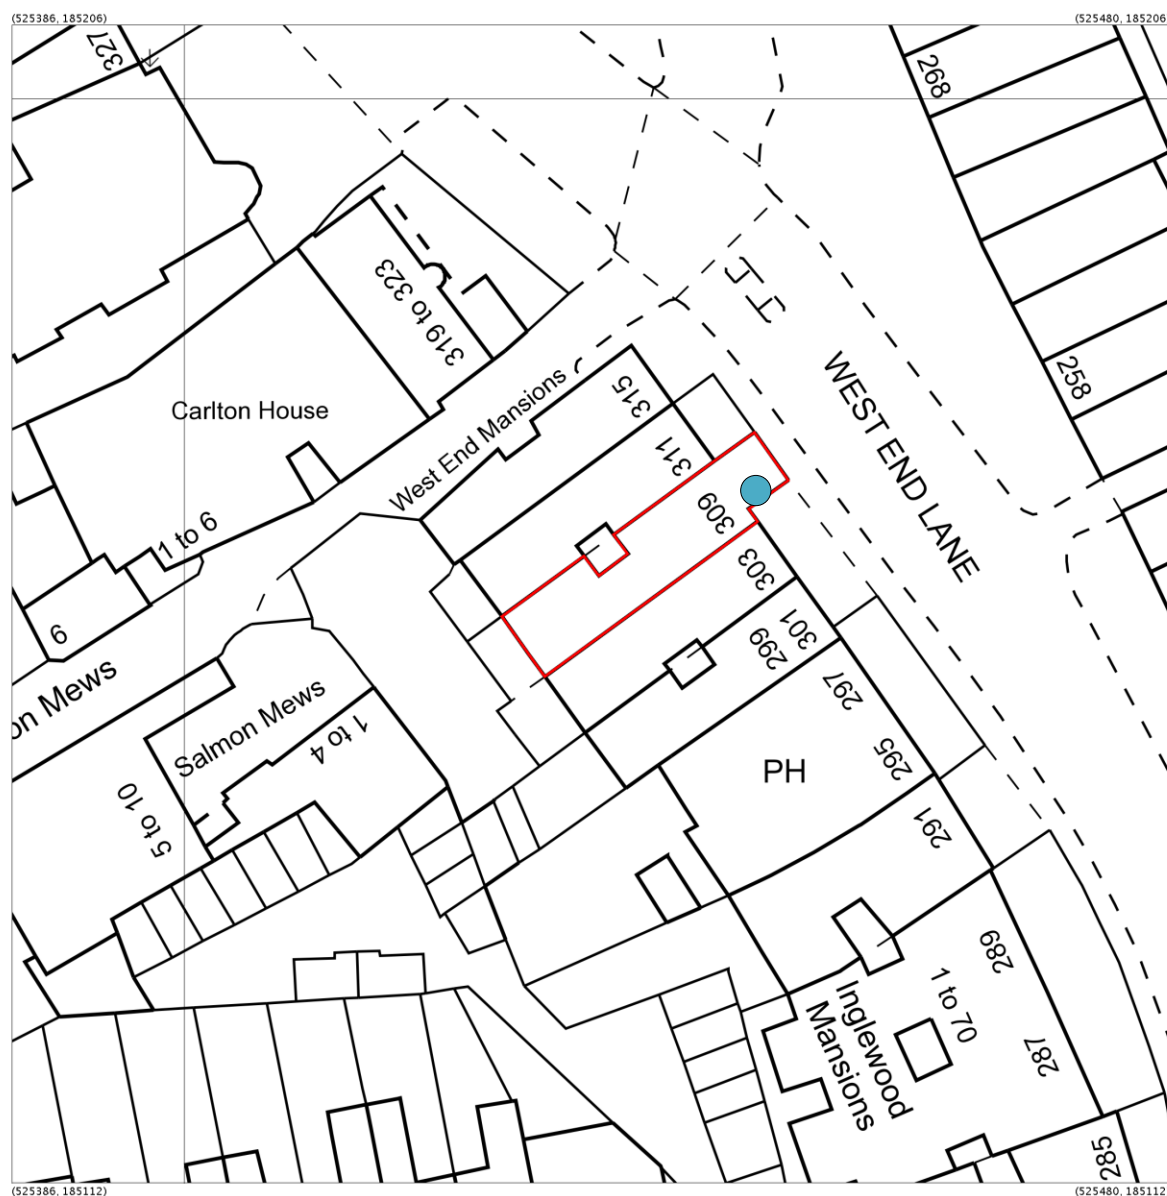 (525386, 185206)
(525480, 185206)
327
268
319 to 323
258
WEST END LANE
Carlton House
West End Mansions
315
311
309
1 to 6
303
301
299
6
297
on Mews
Salmon Mews
1 to 4
PH
295
5 to 10
291
289
1 to 70
Inglewood
Mansions
287
285
(525386, 185112)
(525480, 185112)